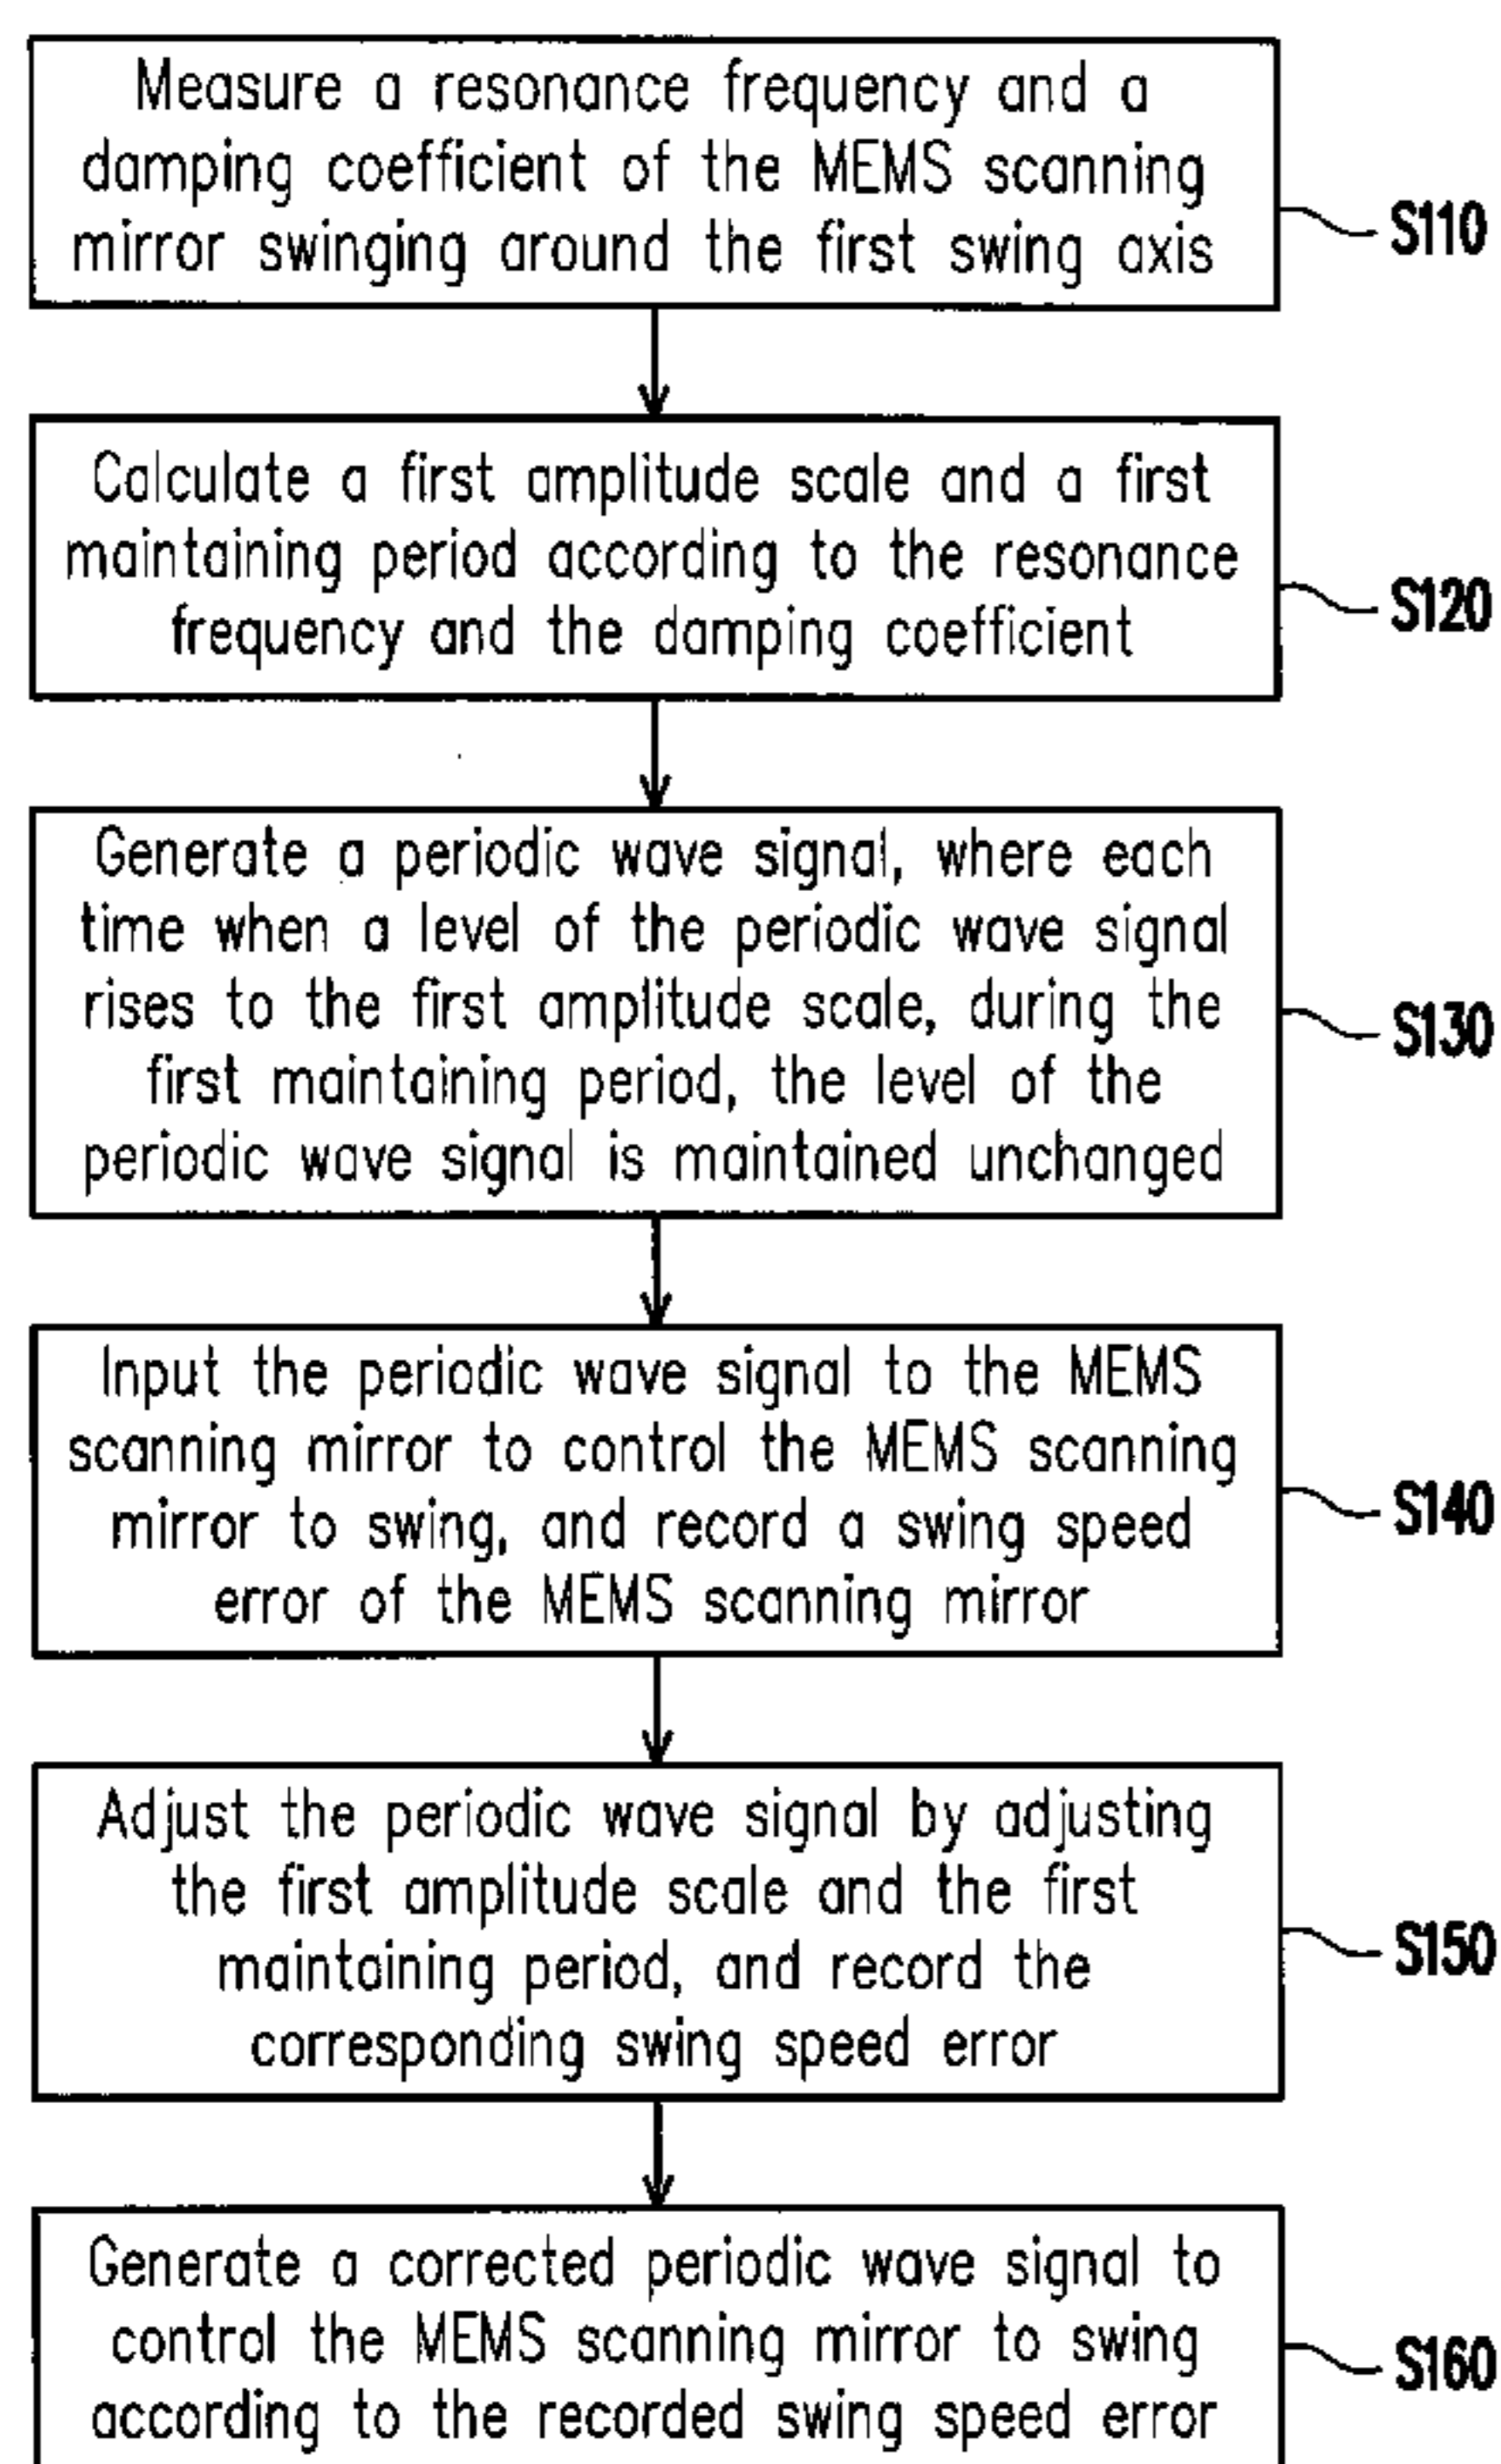 Measure a resonance frequency and a
damping coefficient of the MEMS scanning
mirror swinging around the first swing axis
S110
Calculate a first amplitude scale and a first
maintaining period according to the resonance
frequency and the damping coefficient
S120
Generate a periodic wave signal, where each
time when a level of the periodic wave signal
rises to the first amplitude scale, during the
first maintaining period, the level of the
periodic wave signal is maintained unchanged
S130
Input the periodic wave signal to the MEMS
scanning mirror to control the MEMS scanning
mirror to swing, and record a swing speed
error of the MEMS scanning mirror
S140
Adjust the periodic wave signal by adjusting
the first amplitude scale and the first
maintaining period, and record the
corresponding swing speed error
S150
Generate a corrected periodic wave signal to
control the MEMS scanning mirror to swing
according to the recorded swing speed error
S160